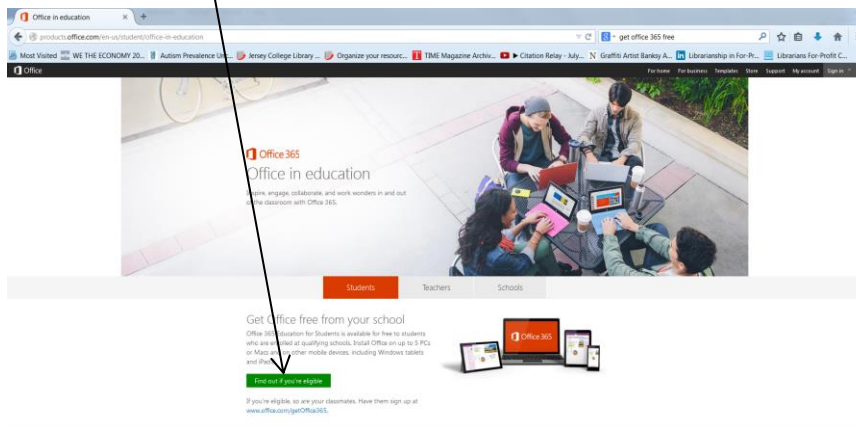 Office in education
products.office.com/en-us/student/office-in-education
get office 365 free
Most Visited WE THE ECONOMY 20... Autism Prevalence Un... Jersey College Library ... Organize your resourc... TIME Magazine Archiv... ► Citation Relay - July... Graffiti Artist Banksy A... Librarianship in For-Pr... Librarians For-Profit C...
Office For home For business Templates Store Support My account Sign in
Office 365
Office in education
Inspire, engage, collaborate, and work wonders in and out
of the classroom with Office 365.
Students Teachers Schools
Get Office free from your school
Office 365 Education for Students is available for free to students
who are enrolled at qualifying schools. Install Office on up to 5 PCs
or Macs and on other mobile devices, including Windows tablets
and iPad
Office 365
Find out if you're eligible
If you're eligible, so are your classmates. Have them sign up at
www.office.com/getOffice365.